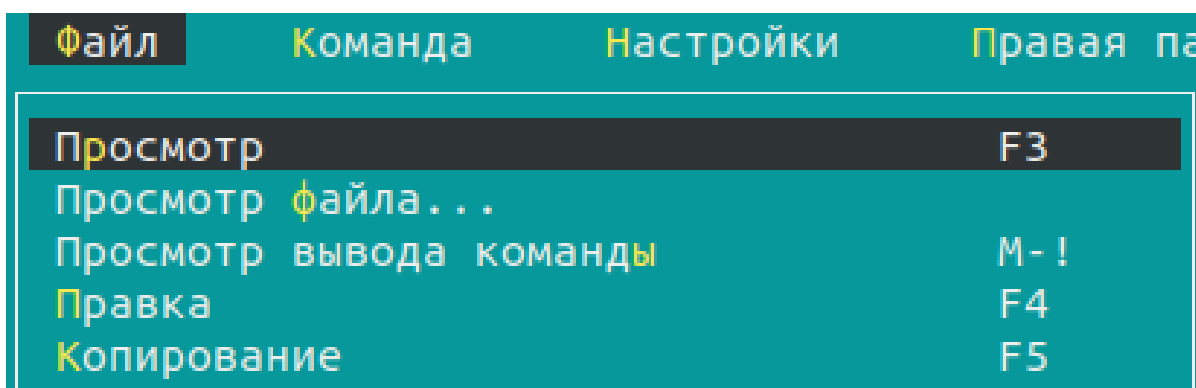 Файл Команда Настройки Правая па
Просмотр F3
Просмотр файла...
Просмотр вывода команды M-!
Правка F4
Копирование F5